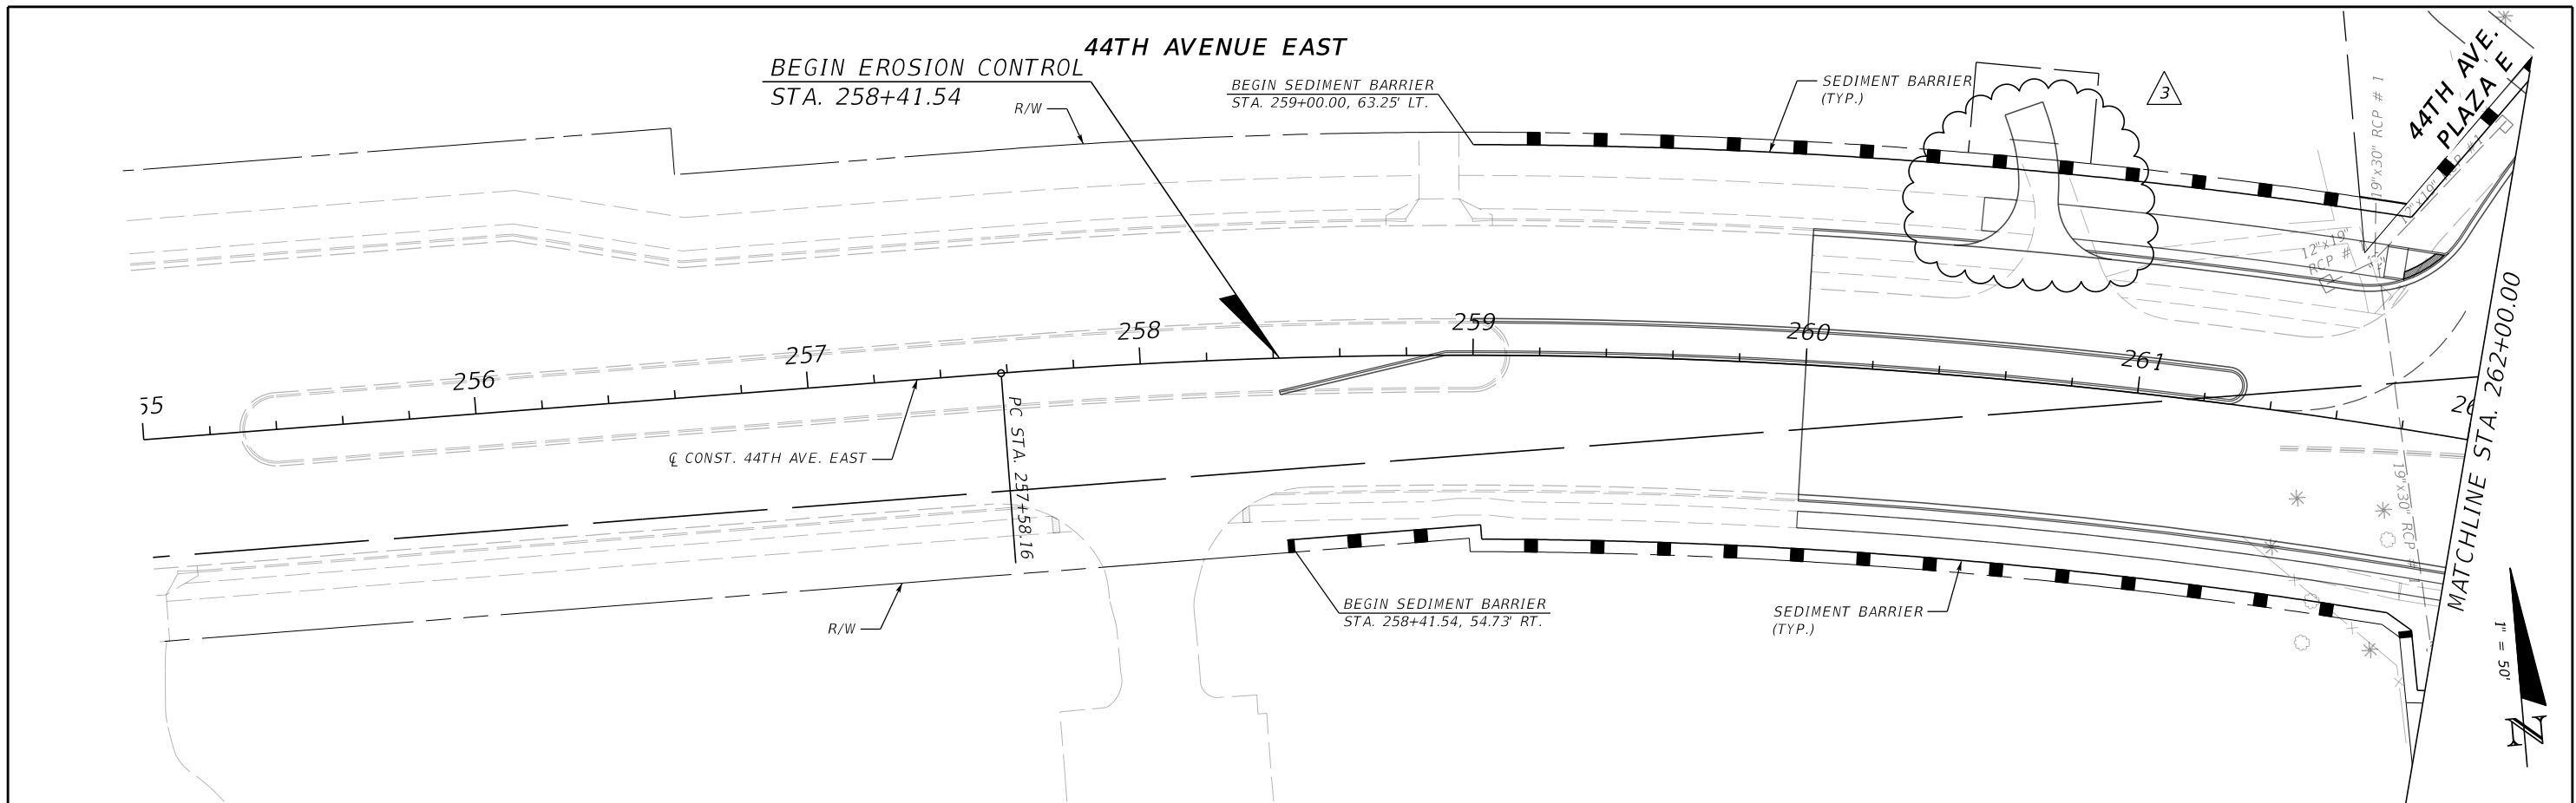 44TH AVENUE EAST
BEGIN EROSION CONTROL
STA. 258+41.54
R/W
BEGIN SEDIMENT BARRIER
STA. 259+00.00, 63.25' LT.
SEDIMENT BARRIER
(TYP.)
3
44TH AVE.
PLAZA E
19"x30" RCP # 1
12"x19"
RCP #
55
256
257
258
259
260
261
26
MATCHLINE STA. 262+00.00
℄ CONST. 44TH AVE. EAST
PC STA. 257+58.16
19"x30" RCP # 1
R/W
BEGIN SEDIMENT BARRIER
STA. 258+41.54, 54.73' RT.
SEDIMENT BARRIER
(TYP.)
1" = 50'
N